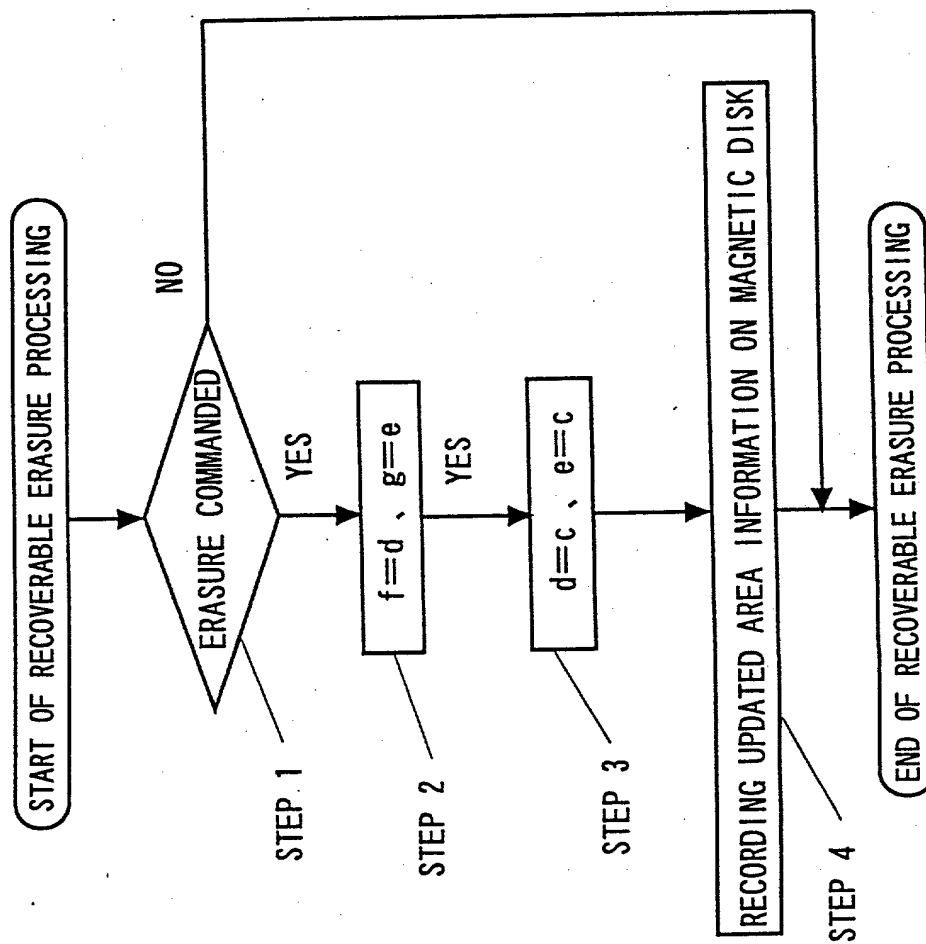 START OF RECOVERABLE ERASURE PROCESSING
ERASURE COMMANDED
NO
YES
STEP 1
f==d 、 g==e
YES
STEP 2
d==c 、 e==c
STEP 3
RECORDING UPDATED AREA INFORMATION ON MAGNETIC DISK
STEP 4
END OF RECOVERABLE ERASURE PROCESSING